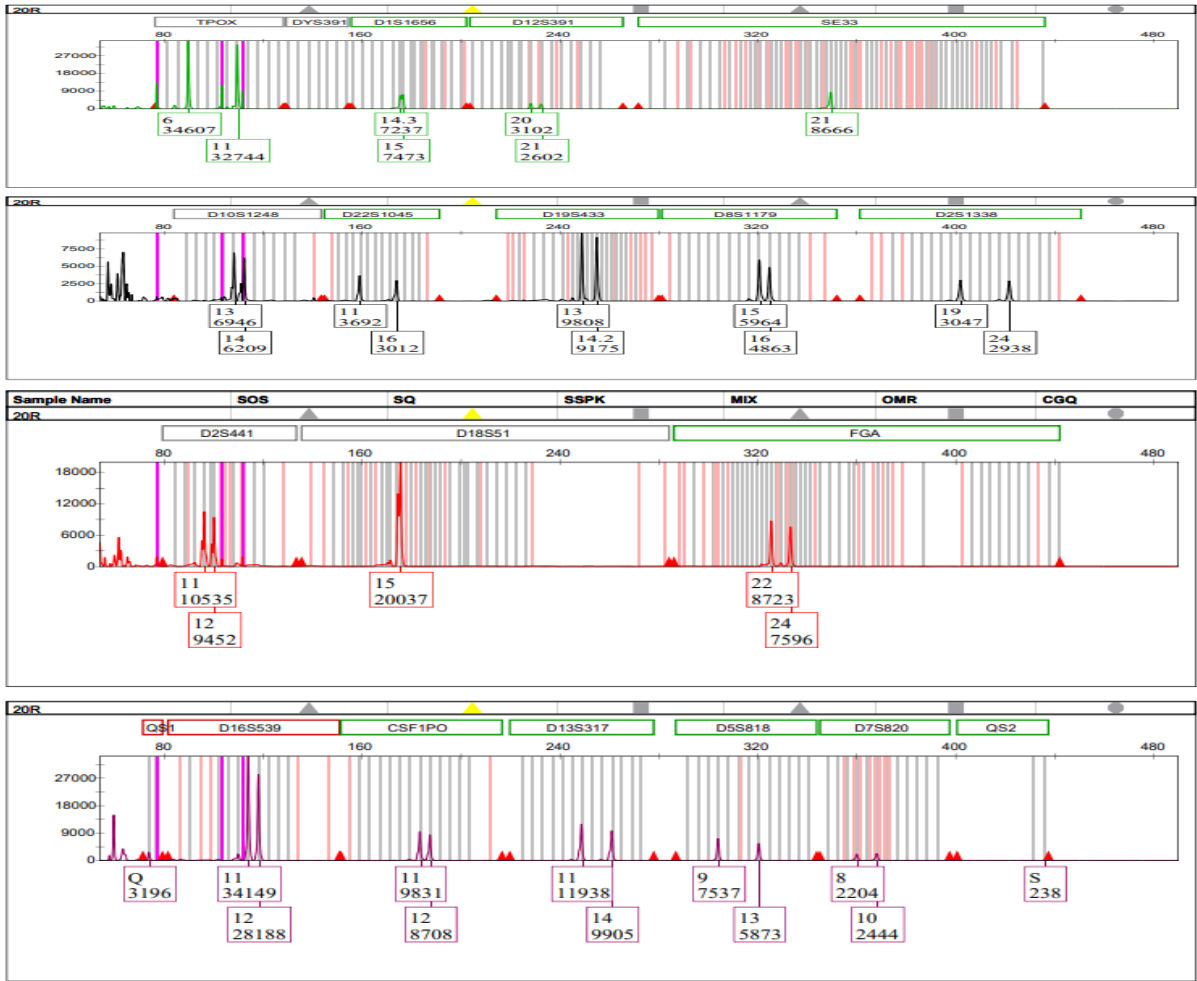 20R
TPOX DYS391 D1S1656 D12S391 SE33
80 160 240 320 400 480
27000
18000
9000
0
6 14.3 20 21
34607 7237 3102 8666
11 15 21
32744 7473 2602
20R
D10S1248 D22S1045 D19S433 D8S1179 D2S1338
80 160 240 320 400 480
7500
5000
2500
0
13 11 13 15 19
6946 3692 9808 5964 3047
14 16 14.2 16 24
6209 3012 9175 4863 2938
Sample Name SOS SQ SSPK MIX OMR CGQ
20R
D2S441 D18S51 FGA
80 160 240 320 400 480
18000
12000
6000
0
11 15 22
10535 20037 8723
12 24
9452 7596
20R
QS1 D16S539 CSF1PO D13S317 D5S818 D7S820 QS2
80 160 240 320 400 480
27000
18000
9000
0
Q 11 11 11 9 8 S
3196 34149 9831 11938 7537 2204 238
12 12 14 13 10
28188 8708 9905 5873 2444